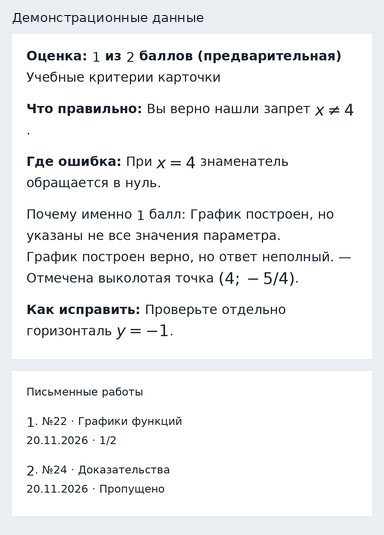 Демонстрационные данные
Оценка: 1 из 2 баллов (предварительная)
Учебные критерии карточки
Что правильно: Вы верно нашли запрет x ≠ 4
.
Где ошибка: При x = 4 знаменатель
обращается в нуль.
Почему именно 1 балл: График построен, но
указаны не все значения параметра.
График построен верно, но ответ неполный. —
Отмечена выколотая точка (4; −5/4).
Как исправить: Проверьте отдельно
горизонталь y = −1.
Письменные работы
1. №22 · Графики функций
20.11.2026 · 1/2
2. №24 · Доказательства
20.11.2026 · Пропущено